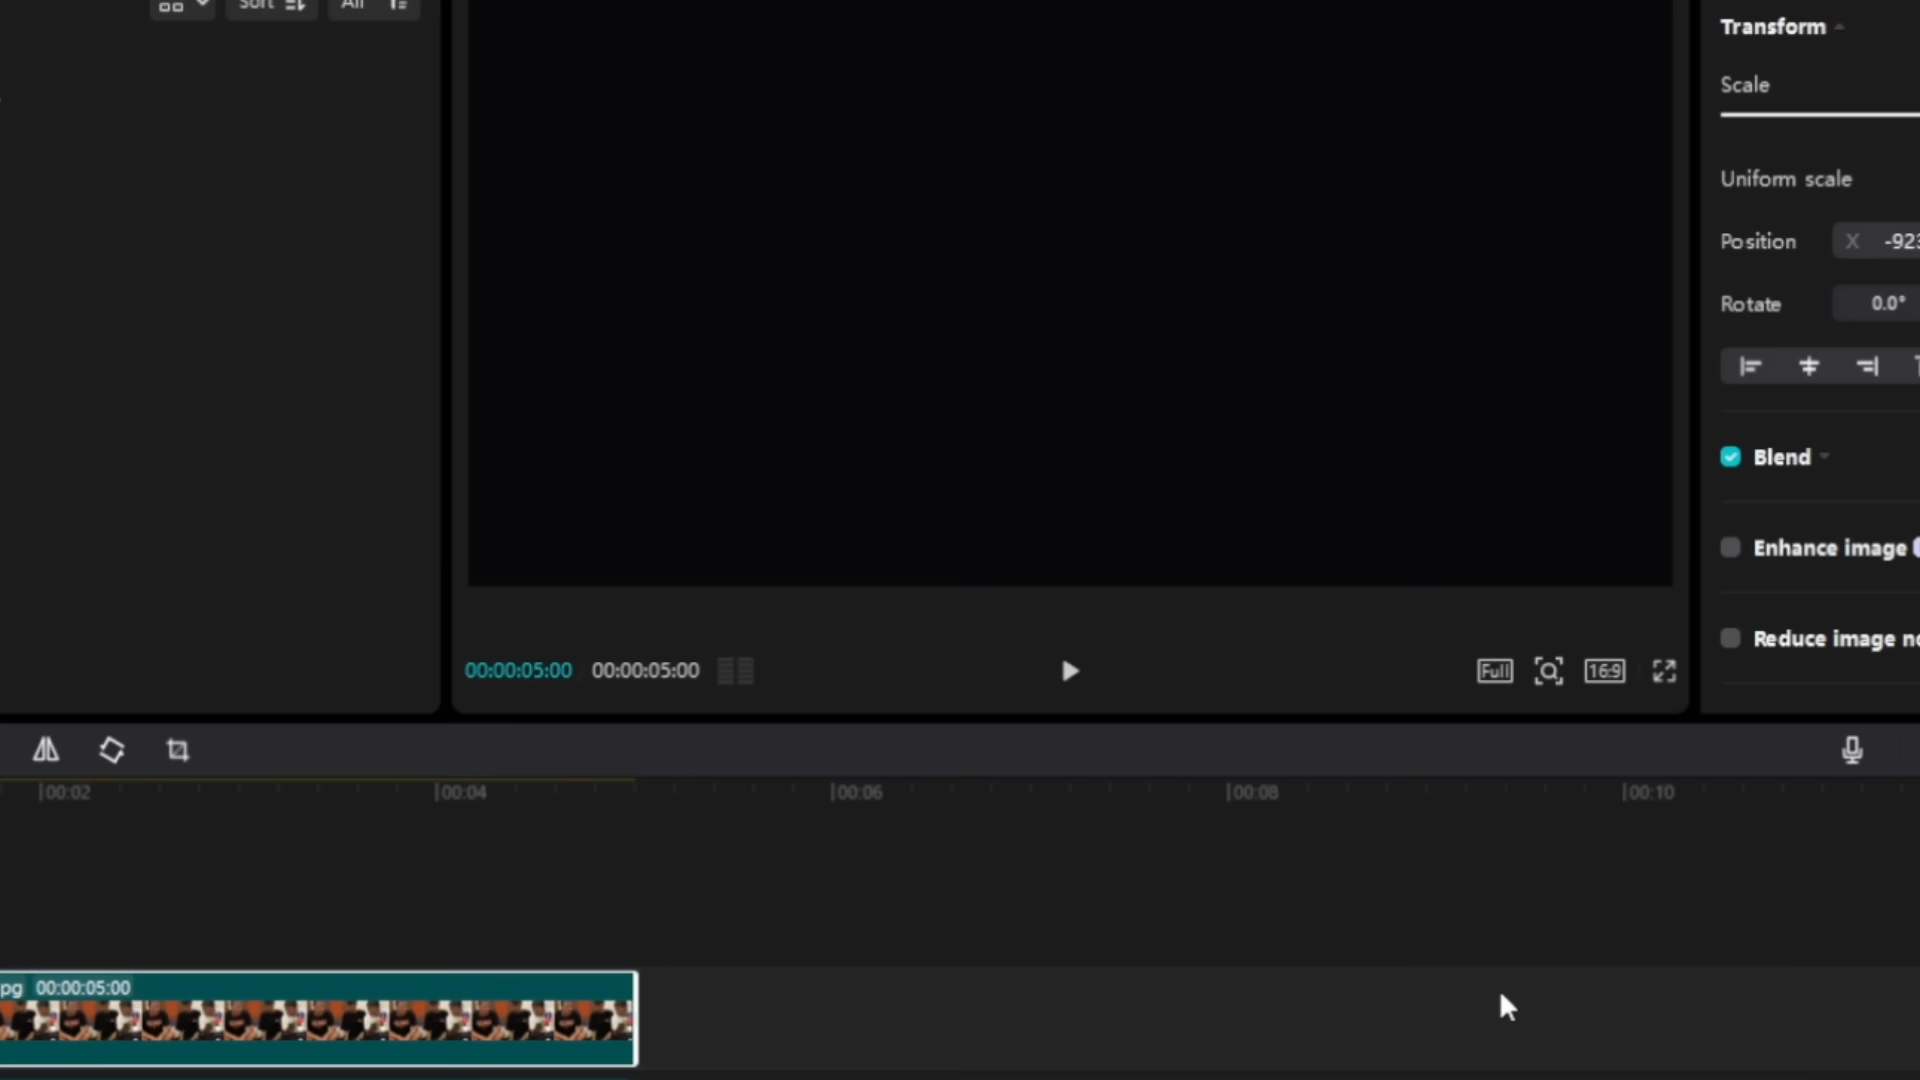 Sort
All
Transform
Scale
Uniform scale
Position X -923
Rotate 0.0°
Blend
Enhance image
Reduce image
00:00:05:00 00:00:05:00
Full 16:9
00:02 00:04 00:06 00:08 00:10
pg 00:00:05:00